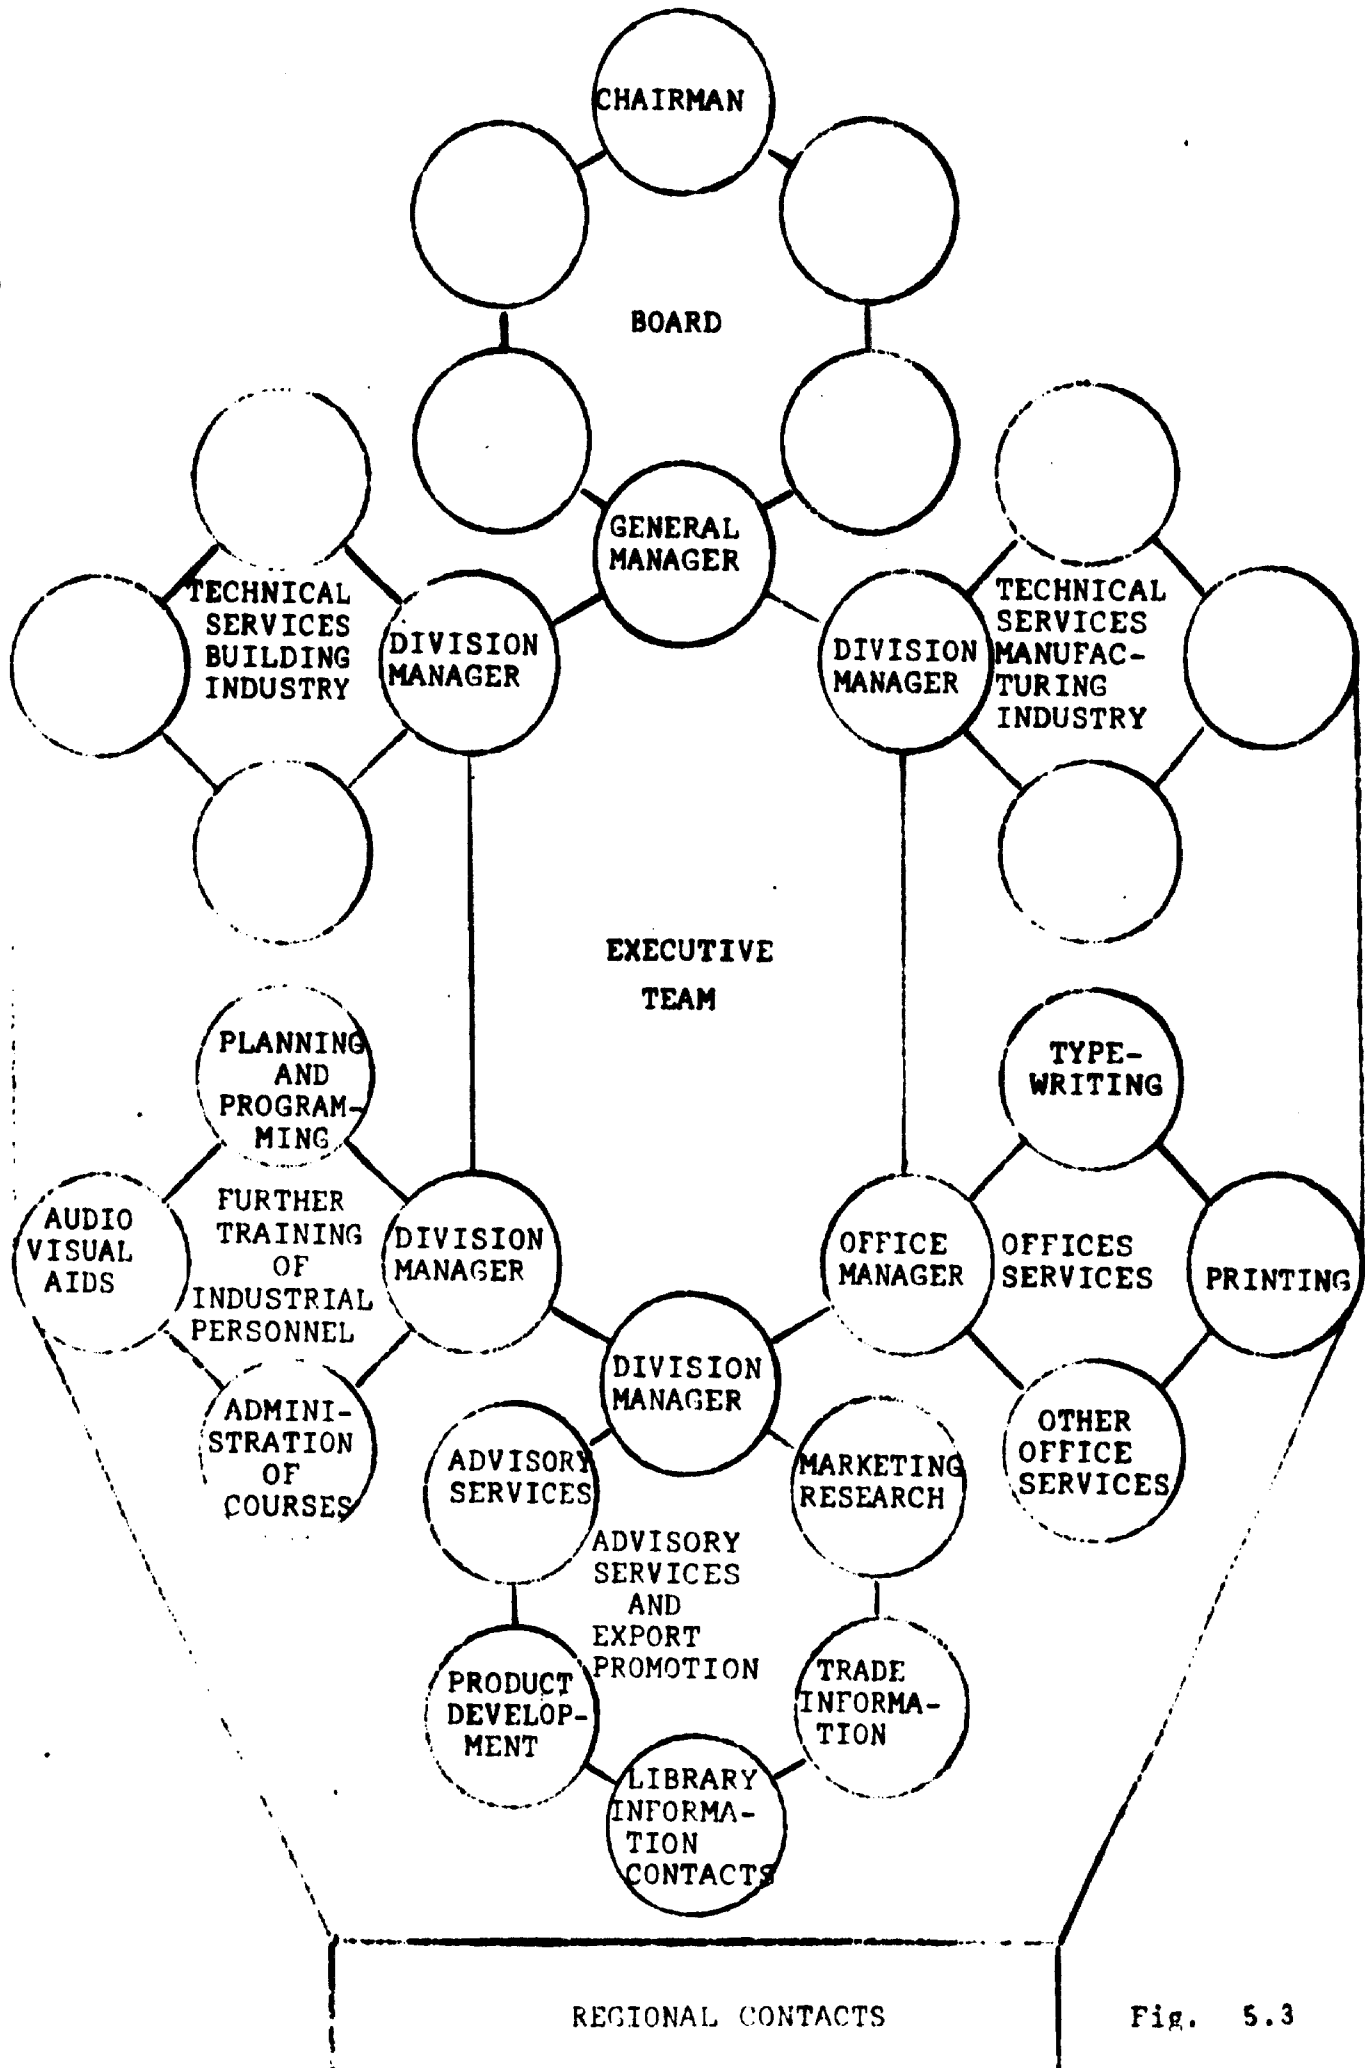 CHAIRMAN
BOARD
GENERAL
MANAGER
TECHNICAL
SERVICES
BUILDING
INDUSTRY
DIVISION
MANAGER
DIVISION
MANAGER
TECHNICAL
SERVICES
MANUFAC-
TURING
INDUSTRY
EXECUTIVE
TEAM
PLANNING
AND
PROGRAM-
MING
TYPE-
WRITING
AUDIO
VISUAL
AIDS
FURTHER
TRAINING
OF
INDUSTRIAL
PERSONNEL
DIVISION
MANAGER
OFFICE
MANAGER
OFFICES
SERVICES
PRINTING
DIVISION
MANAGER
ADMINI-
STRATION
OF
COURSES
ADVISORY
SERVICES
MARKETING
RESEARCH
OTHER
OFFICE
SERVICES
ADVISORY
SERVICES
AND
EXPORT
PROMOTION
PRODUCT
DEVELOP-
MENT
TRADE
INFORMA-
TION
LIBRARY
INFORMA-
TION
CONTACTS
REGIONAL CONTACTS
Fig. 5.3